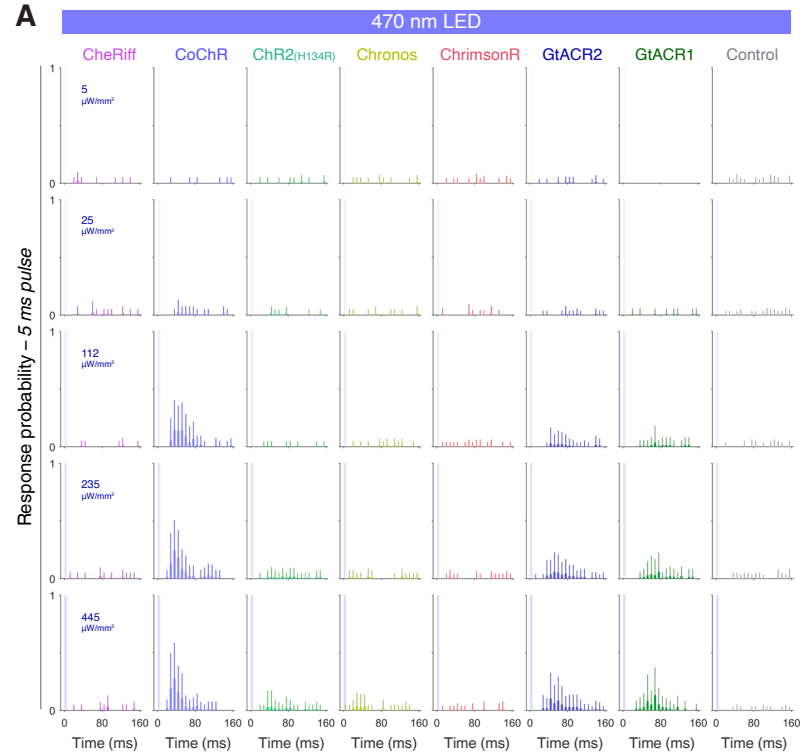 A
470 nm LED
CheRiff CoChR ChR2(H134R) Chronos ChrimsonR GtACR2 GtACR1 Control
Response probability – 5 ms pulse
1
5
µW/mm²
0
1
25
µW/mm²
0
1
112
µW/mm²
0
1
235
µW/mm²
0
1
445
µW/mm²
0
0 80 160 0 80 160 0 80 160 0 80 160 0 80 160 0 80 160 0 80 160 0 80 160
Time (ms) Time (ms) Time (ms) Time (ms) Time (ms) Time (ms) Time (ms) Time (ms)